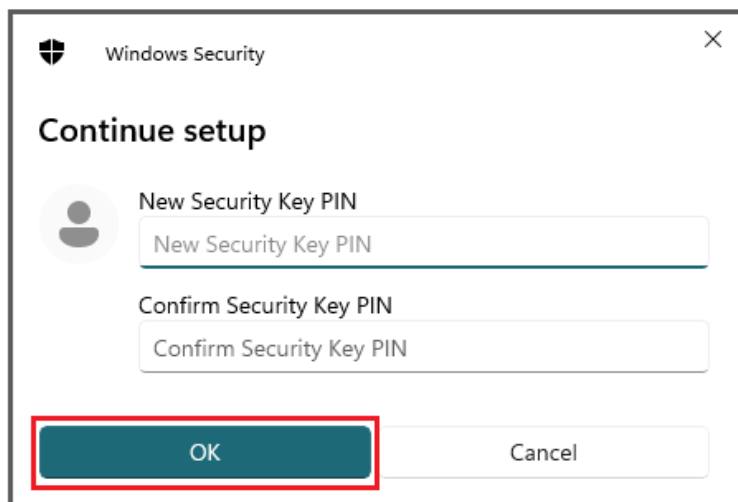 Windows Security
Continue setup
New Security Key PIN
New Security Key PIN
Confirm Security Key PIN
Confirm Security Key PIN
OK
Cancel